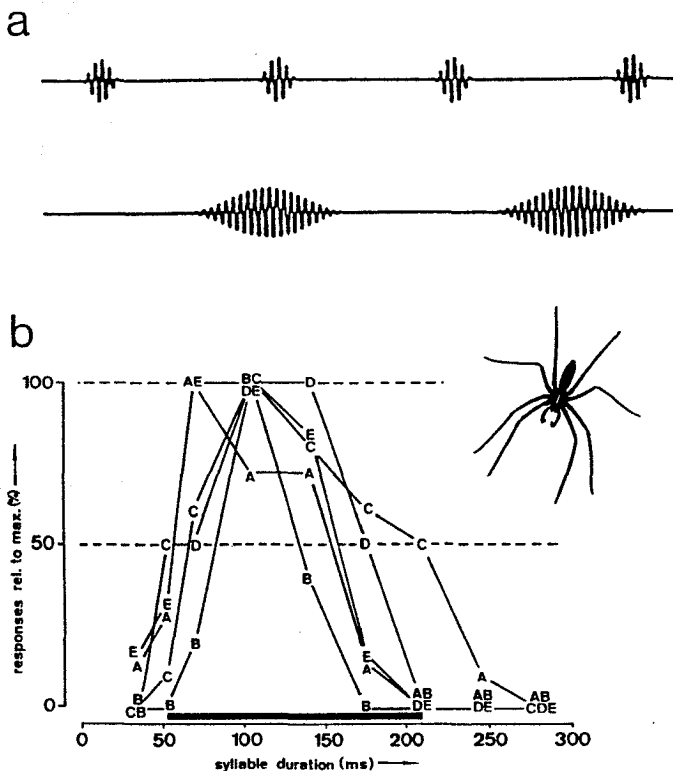 a
b
100
AE BC D
DE
E
C
A A
C C
50 C D D C
B
E
A
B
E E
A A
C A
B AB AB AB
0 CB B B DE DE CDE
0 50 100 150 200 250 300
syllable duration (ms)
responses rel. to max. (%)